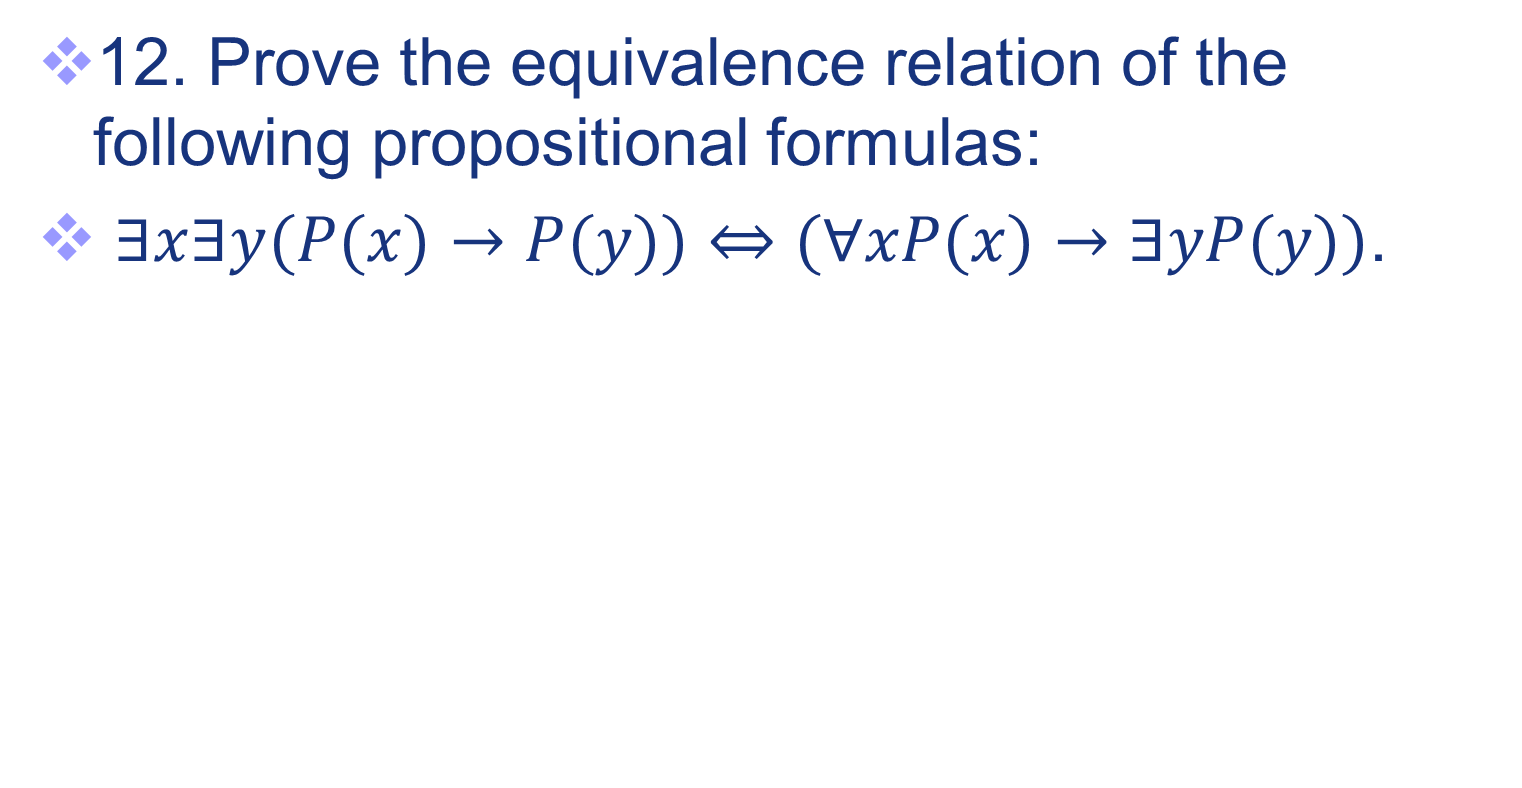 ❖12. Prove the equivalence relation of the
following propositional formulas:
❖ ∃x∃y(P(x) → P(y)) ⇔ (∀xP(x) → ∃yP(y)).